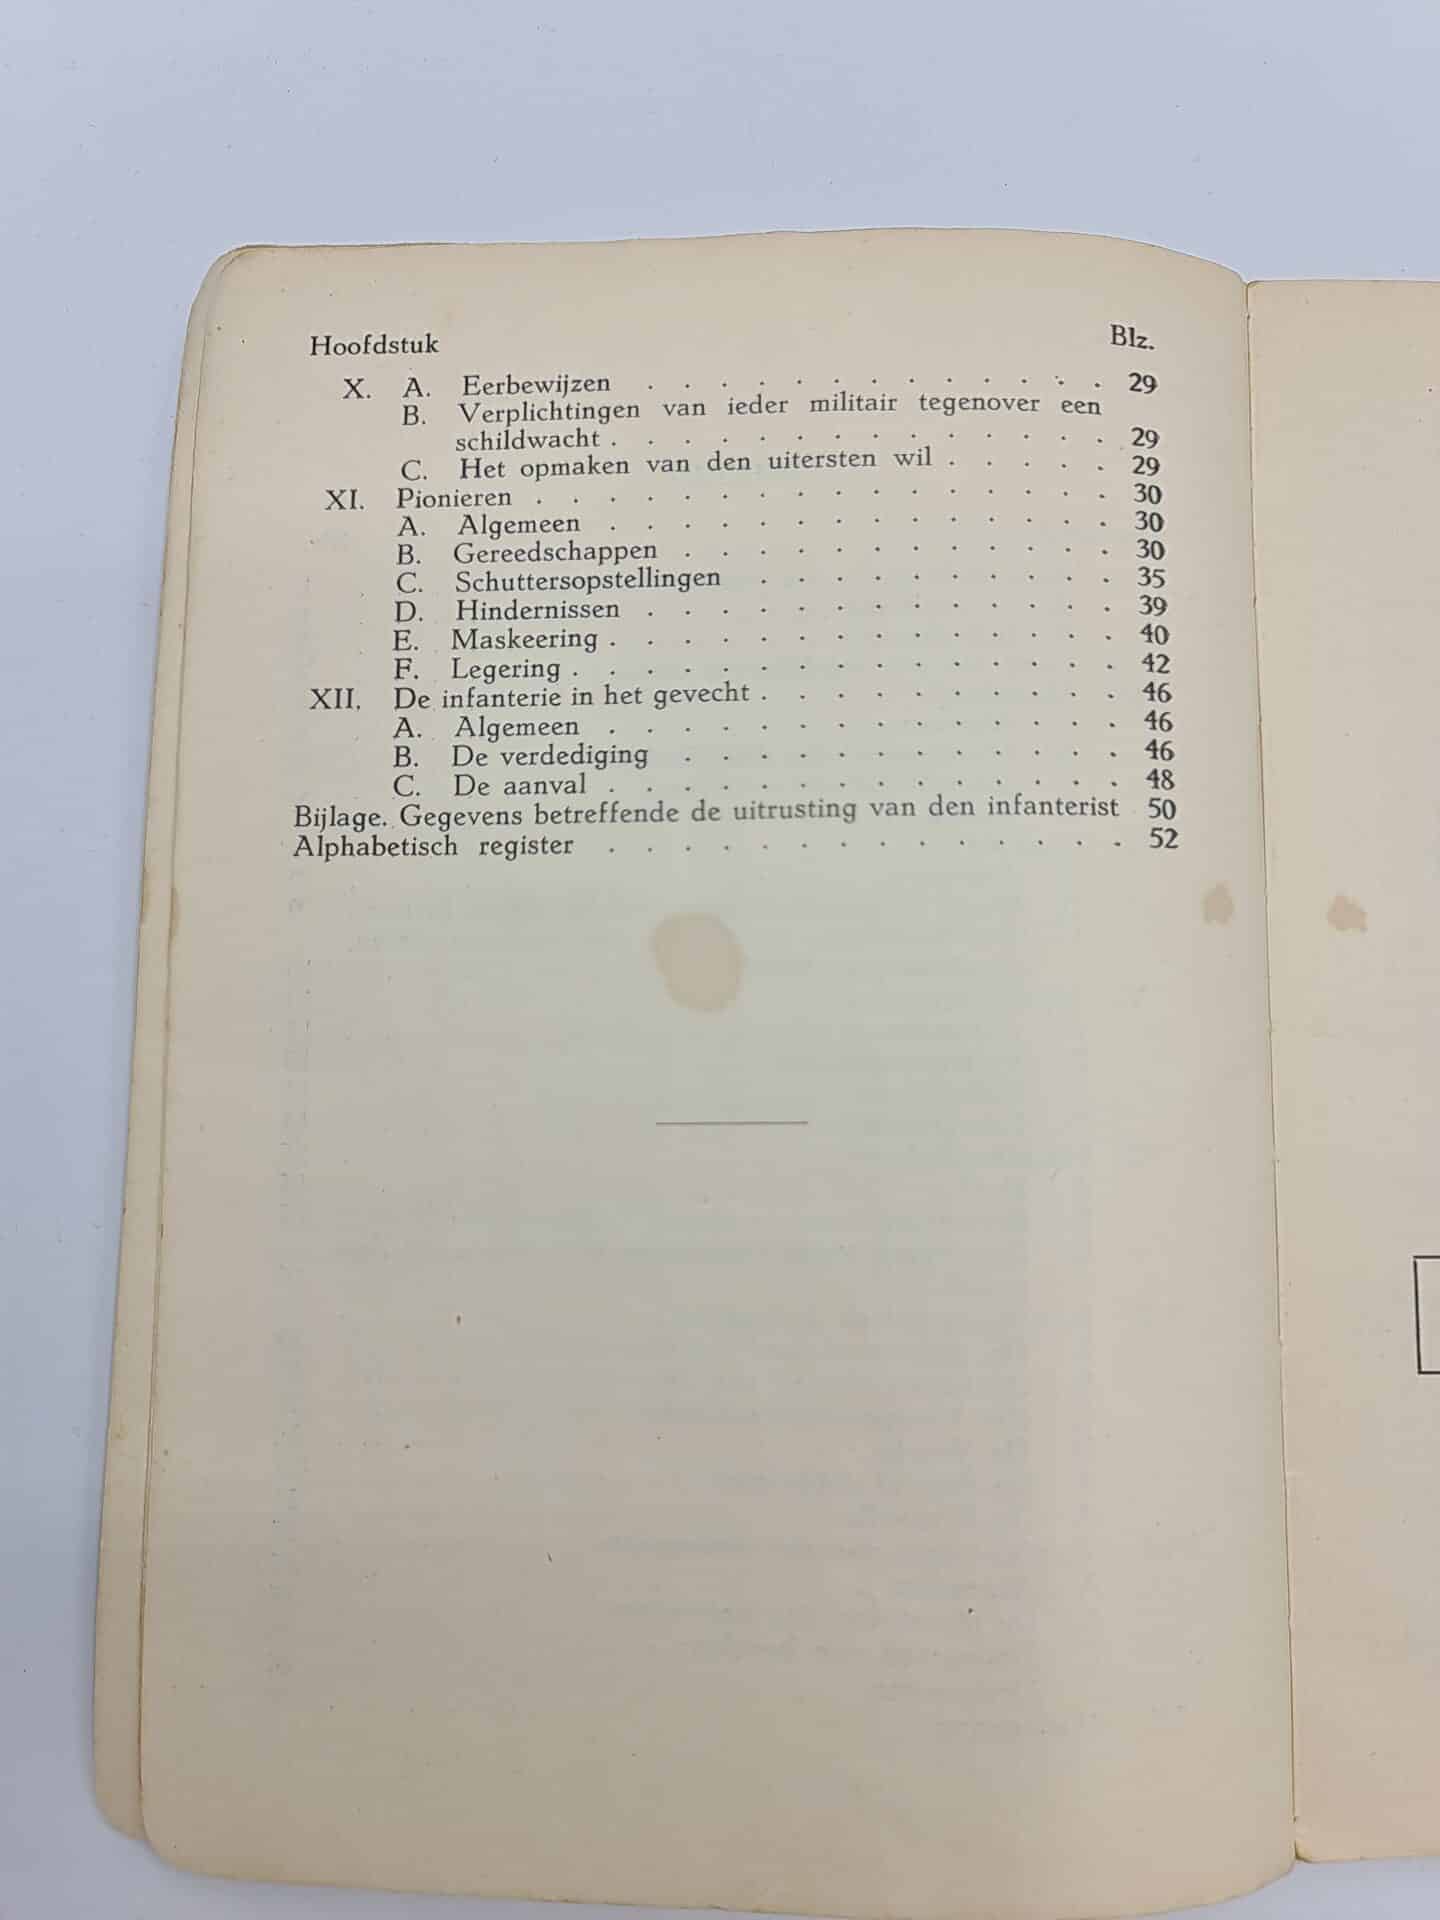 Hoofdstuk Blz.
X. A. Eerbewijzen . . . . . . . . . . . . . 29
B. Verplichtingen van ieder militair tegenover een
schildwacht . . . . . . . . . . . . . . 29
C. Het opmaken van den uitersten wil . . . . . 29
XI. Pionieren . . . . . . . . . . . . . . . . 30
A. Algemeen . . . . . . . . . . . . . . 30
B. Gereedschappen . . . . . . . . . . . . 30
C. Schuttersopstellingen . . . . . . . . . . 35
D. Hindernissen . . . . . . . . . . . . . 39
E. Maskeering . . . . . . . . . . . . . . 40
F. Legering . . . . . . . . . . . . . . . 42
XII. De infanterie in het gevecht . . . . . . . . . . 46
A. Algemeen . . . . . . . . . . . . . . 46
B. De verdediging . . . . . . . . . . . . 46
C. De aanval . . . . . . . . . . . . . . 48
Bijlage. Gegevens betreffende de uitrusting van den infanterist 50
Alphabetisch register . . . . . . . . . . . . . . 52